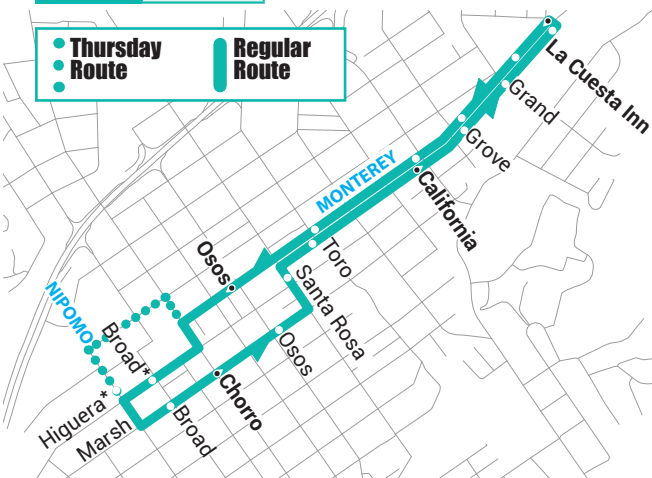 Thursday
Route
Regular
Route
La Cuesta Inn
Grand
Grove
MONTEREY
California
Toro
Osos
Santa Rosa
NIPOMO
Broad*
Osos
Chorro
Higuera*
Marsh
Broad